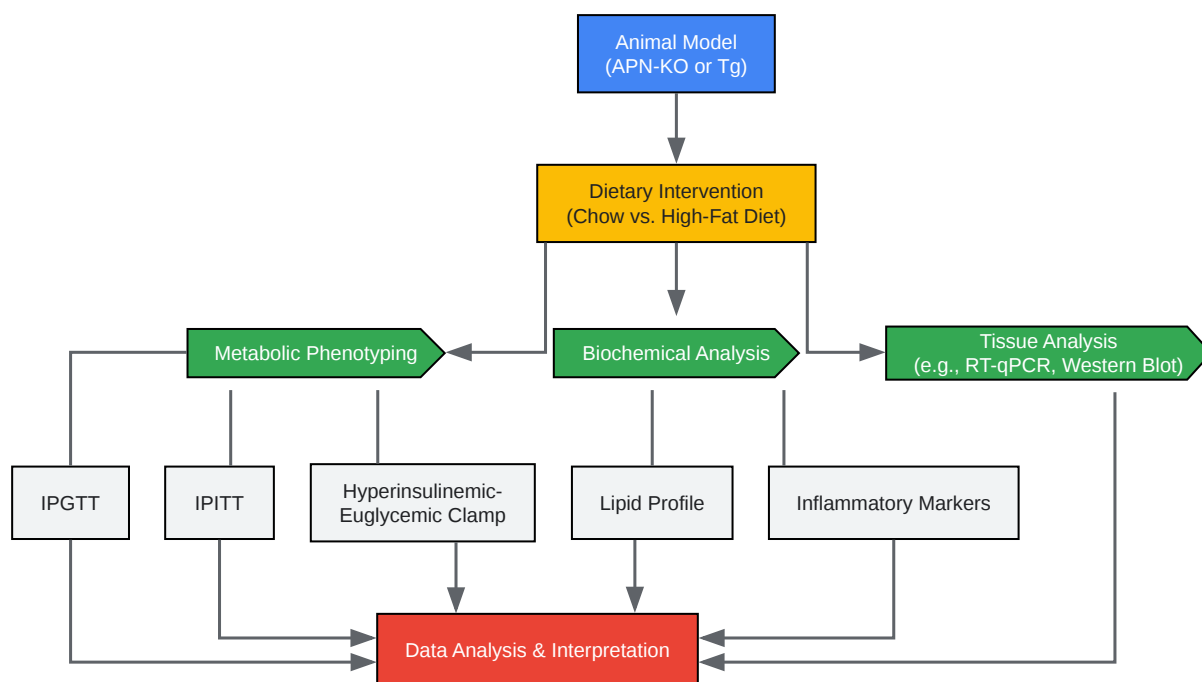 Animal Model
(APN-KO or Tg)
Dietary Intervention
(Chow vs. High-Fat Diet)
Metabolic Phenotyping
Biochemical Analysis
Tissue Analysis
(e.g., RT-qPCR, Western Blot)
IPGTT
IPITT
Hyperinsulinemic-
Euglycemic Clamp
Lipid Profile
Inflammatory Markers
Data Analysis & Interpretation